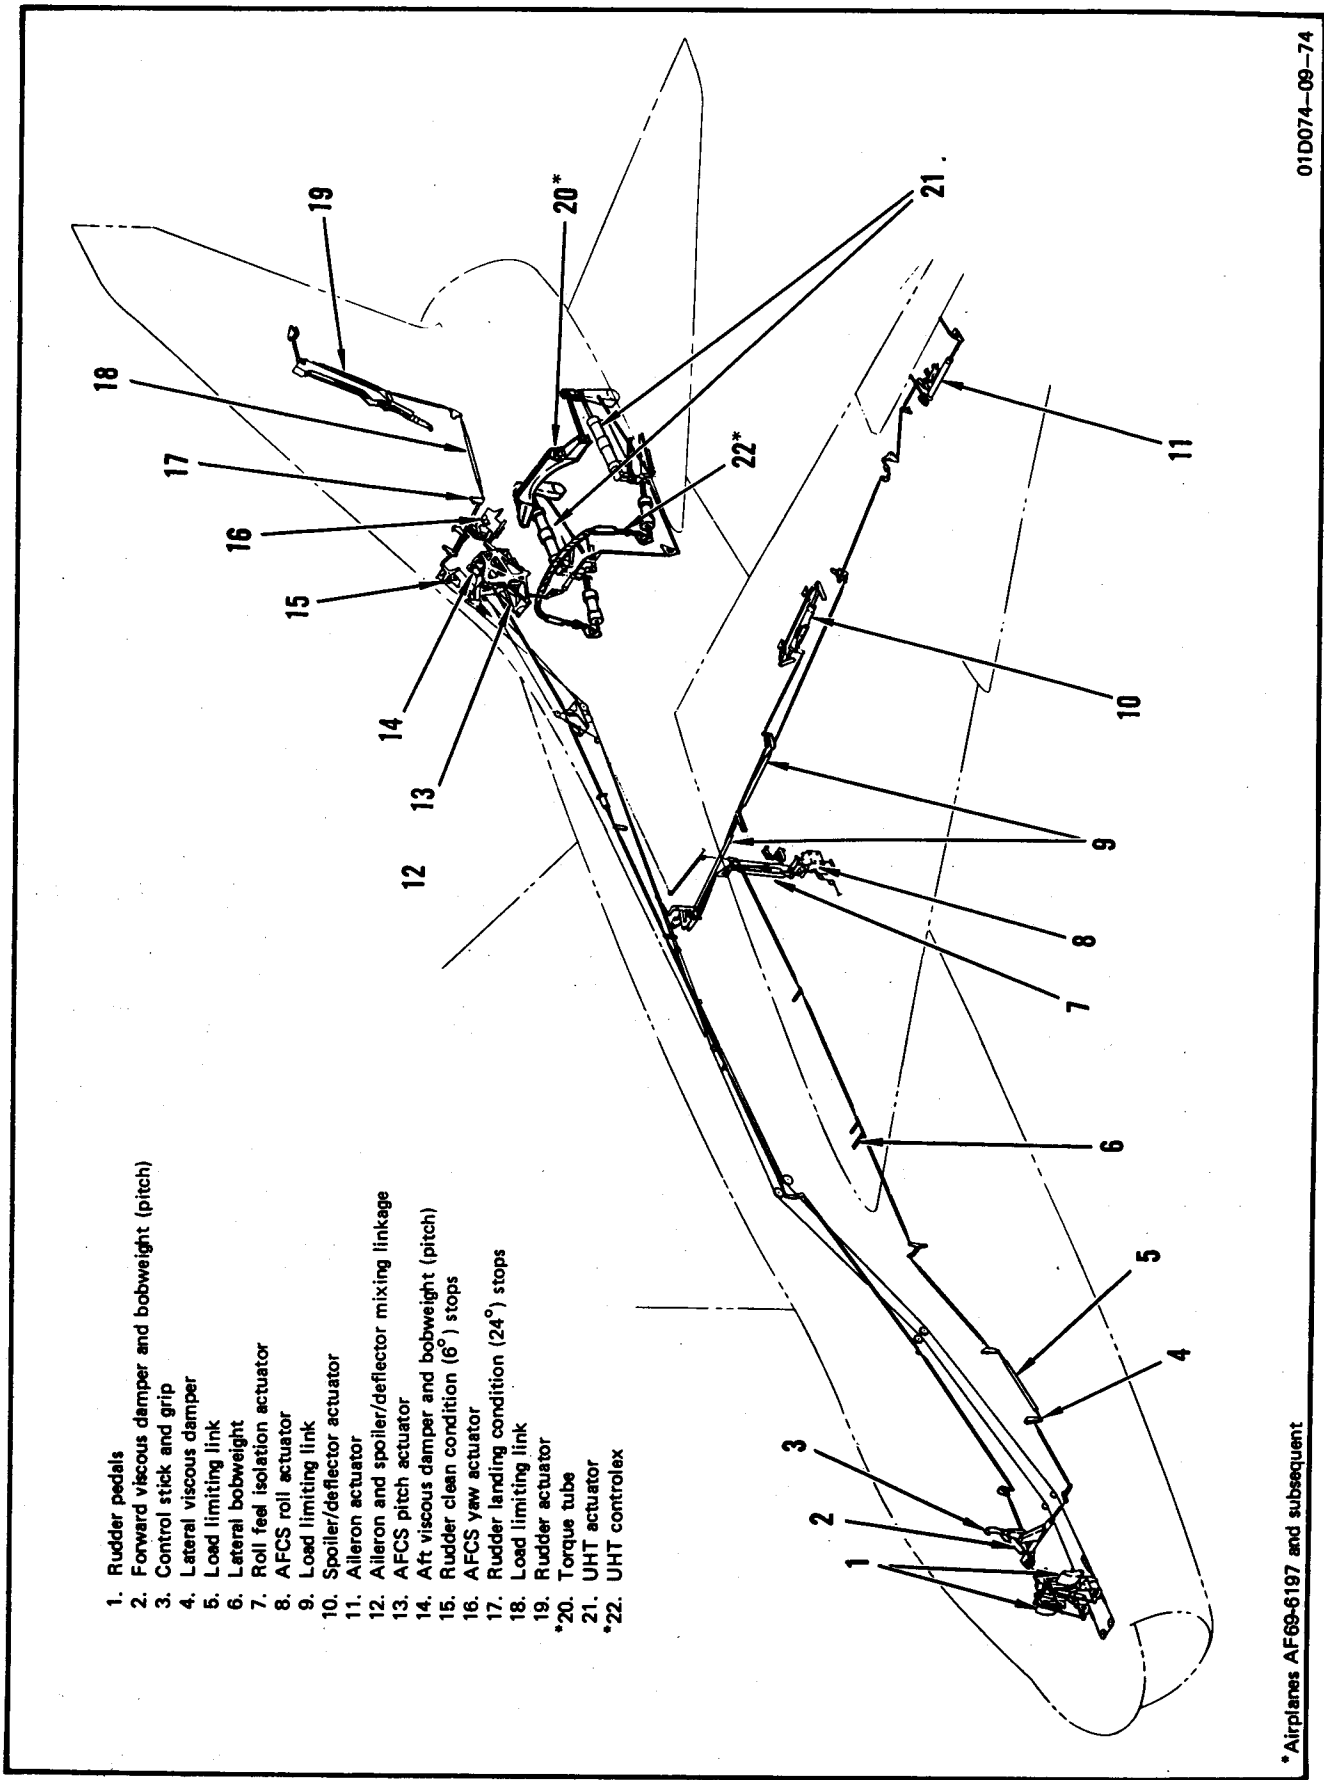 1. Rudder pedals
2. Forward viscous damper and bobweight (pitch)
3. Control stick and grip
4. Lateral viscous damper
5. Load limiting link
6. Lateral bobweight
7. Roll feel isolation actuator
8. AFCS roll actuator
9. Load limiting link
10. Spoiler/deflector actuator
11. Aileron actuator
12. Aileron and spoiler/deflector mixing linkage
13. AFCS pitch actuator
14. Aft viscous damper and bobweight (pitch)
15. Rudder clean condition (6°) stops
16. AFCS yaw actuator
17. Rudder landing condition (24°) stops
18. Load limiting link
19. Rudder actuator
*20. Torque tube
21. UHT actuator
*22. UHT controlex
1
2
3
4
5
6
7
8
9
10
11
12
13
14
15
16
17
18
19
20*
21
22*
*Airplanes AF69-6197 and subsequent
01D074-09-74